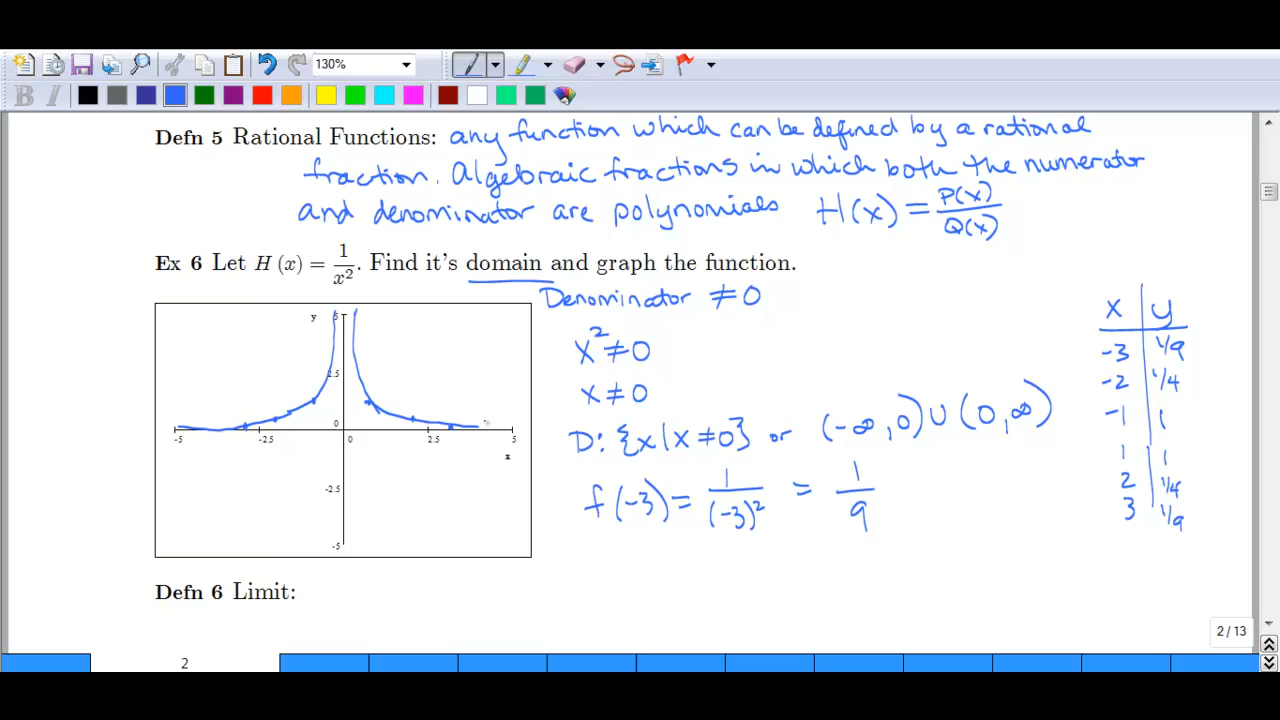 130%
B I
Defn 5 Rational Functions: any function which can be defined by a rational
fraction. Algebraic fractions in which both the numerator
and denominator are polynomials H(x) = P(x)/Q(x)
Ex 6 Let H (x) = 1/x². Find it's domain and graph the function.
Denominator ≠ 0
x² ≠ 0
x ≠ 0
D: {x | x ≠ 0} or (-∞, 0) ∪ (0, ∞)
f(-3) = 1/(-3)² = 1/9
x y
-3 1/9
-2 1/4
-1 1
1 1
2 1/4
3 1/9
y 5
2.5
0
-5 -2.5 0 2.5 5
x
-2.5
-5
Defn 6 Limit:
2 / 13
2